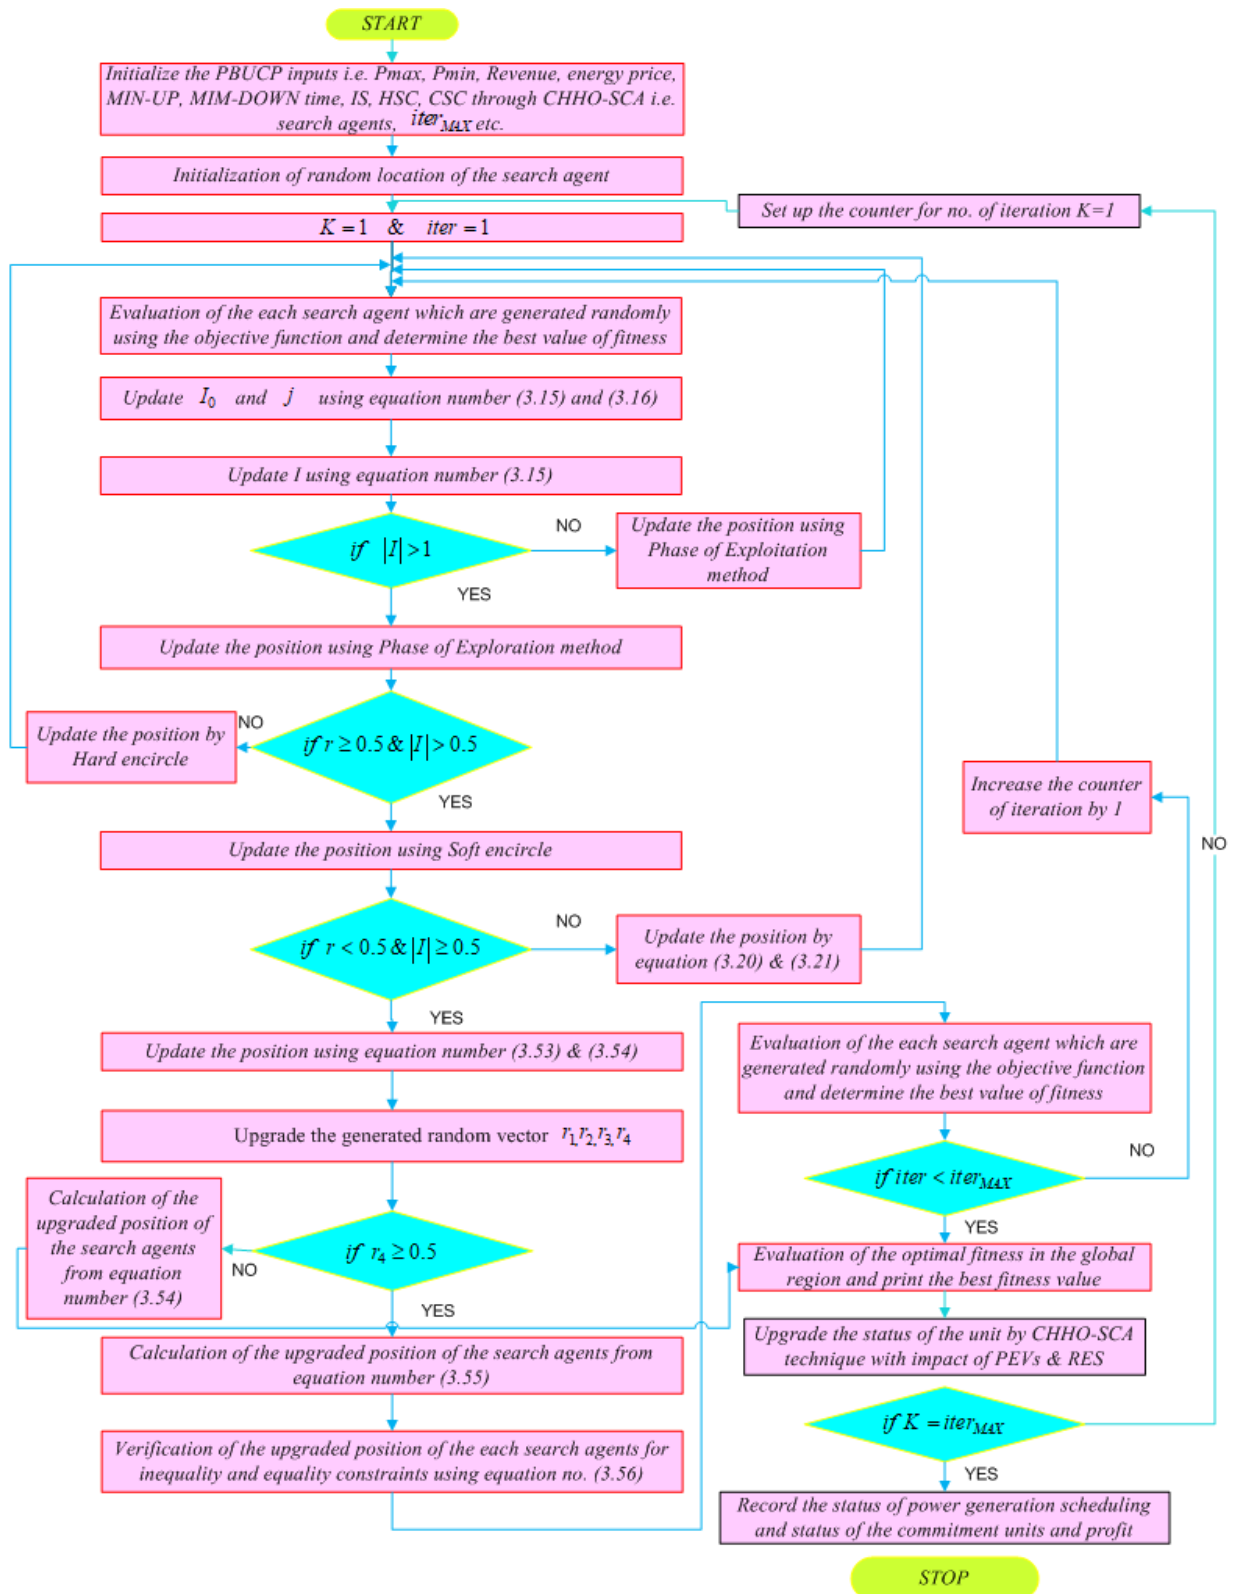 START
Initialize the PBUCP inputs i.e. Pmax, Pmin, Revenue, energy price,
MIN-UP, MIM-DOWN time, IS, HSC, CSC through CHHO-SCA i.e.
search agents, iter_MAX etc.
Initialization of random location of the search agent
Set up the counter for no. of iteration K=1
K = 1 & iter = 1
Evaluation of the each search agent which are generated randomly
using the objective function and determine the best value of fitness
Update I₀ and j using equation number (3.15) and (3.16)
Update I using equation number (3.15)
if |I| > 1
NO
Update the position using
Phase of Exploitation
method
YES
Update the position using Phase of Exploration method
if r ≥ 0.5 & |I| > 0.5
NO
Update the position by
Hard encircle
YES
Increase the counter
of iteration by 1
NO
Update the position using Soft encircle
if r < 0.5 & |I| ≥ 0.5
NO
Update the position by
equation (3.20) & (3.21)
YES
Update the position using equation number (3.53) & (3.54)
Upgrade the generated random vector r₁,r₂,r₃,r₄
if r₄ ≥ 0.5
NO
Calculation of the
upgraded position of
the search agents
from equation
number (3.54)
YES
Calculation of the upgraded position of the search agents from
equation number (3.55)
Verification of the upgraded position of the each search agents for
inequality and equality constraints using equation no. (3.56)
Evaluation of the each search agent which are
generated randomly using the objective function
and determine the best value of fitness
if iter < iter_MAX
NO
YES
Evaluation of the optimal fitness in the global
region and print the best fitness value
Upgrade the status of the unit by CHHO-SCA
technique with impact of PEVs & RES
if K = iter_MAX
YES
Record the status of power generation scheduling
and status of the commitment units and profit
STOP